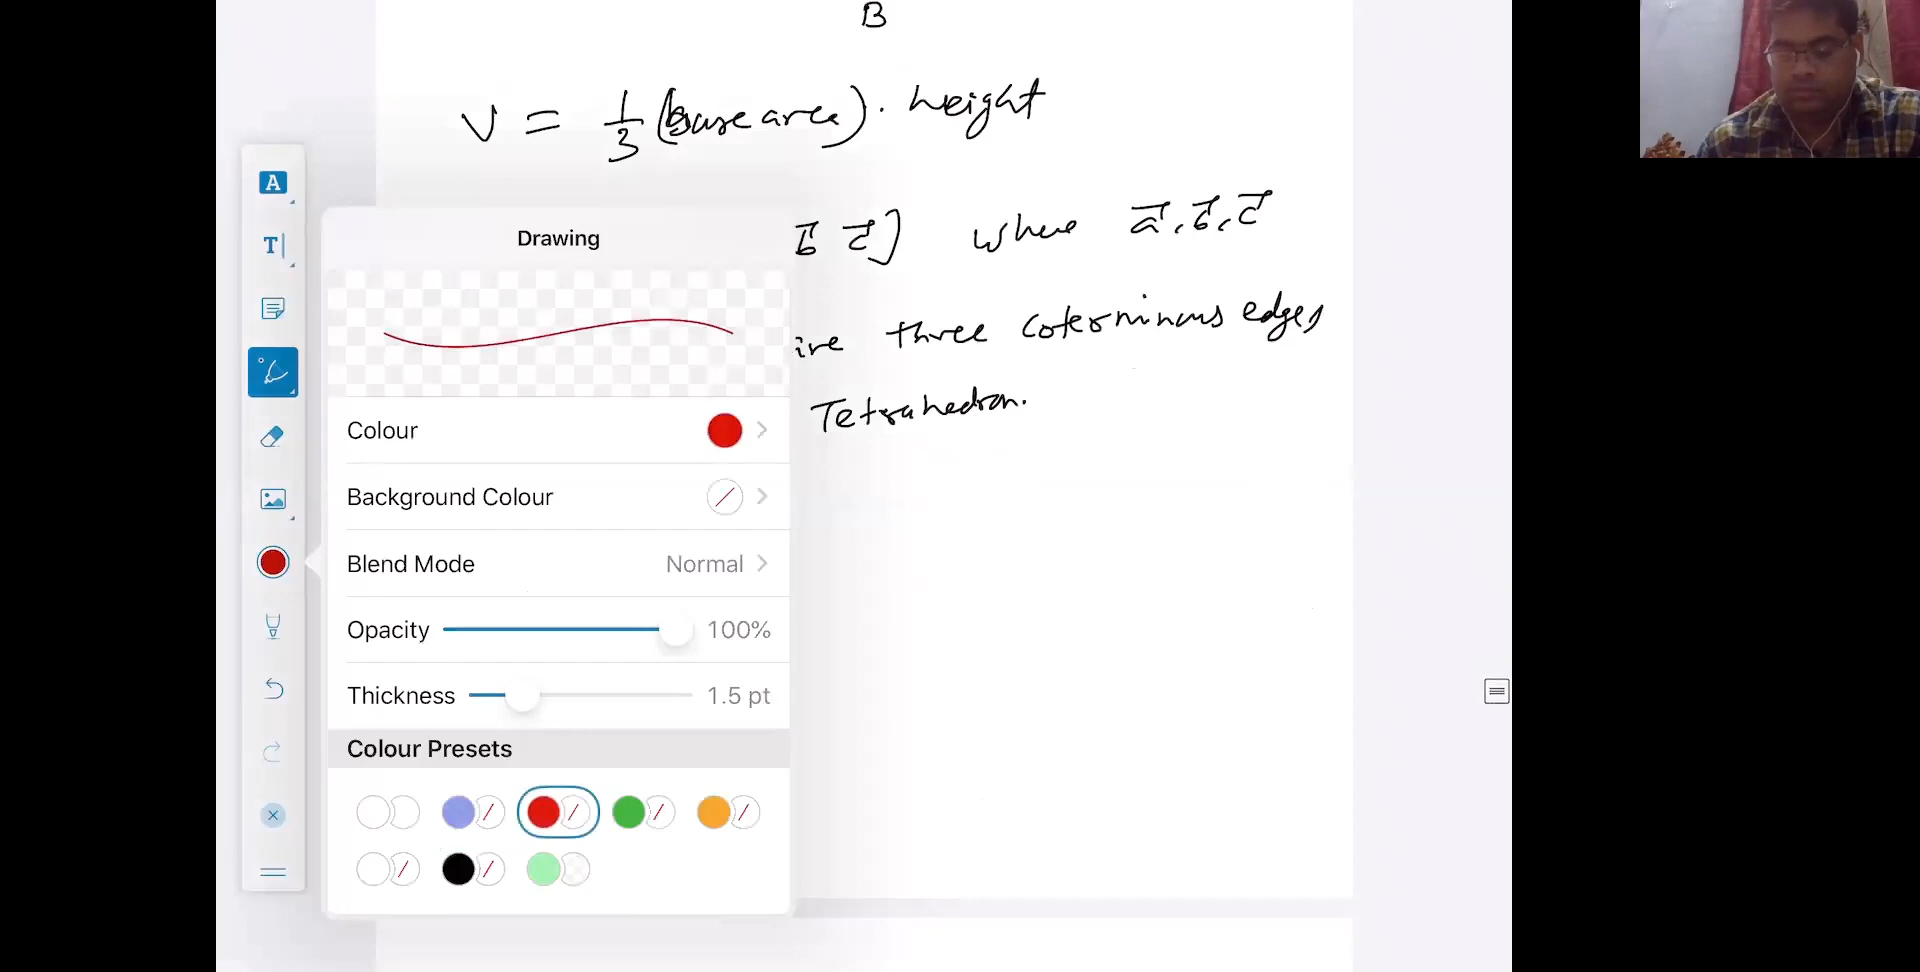 B
V = 1/3 (base area) . height
b⃗ c⃗] where a⃗, b⃗, c⃗
ire three coterminous edges
Tetrahedron.
A
T
Drawing
Colour
Background Colour
Blend Mode Normal
Opacity 100%
Thickness 1.5 pt
Colour Presets